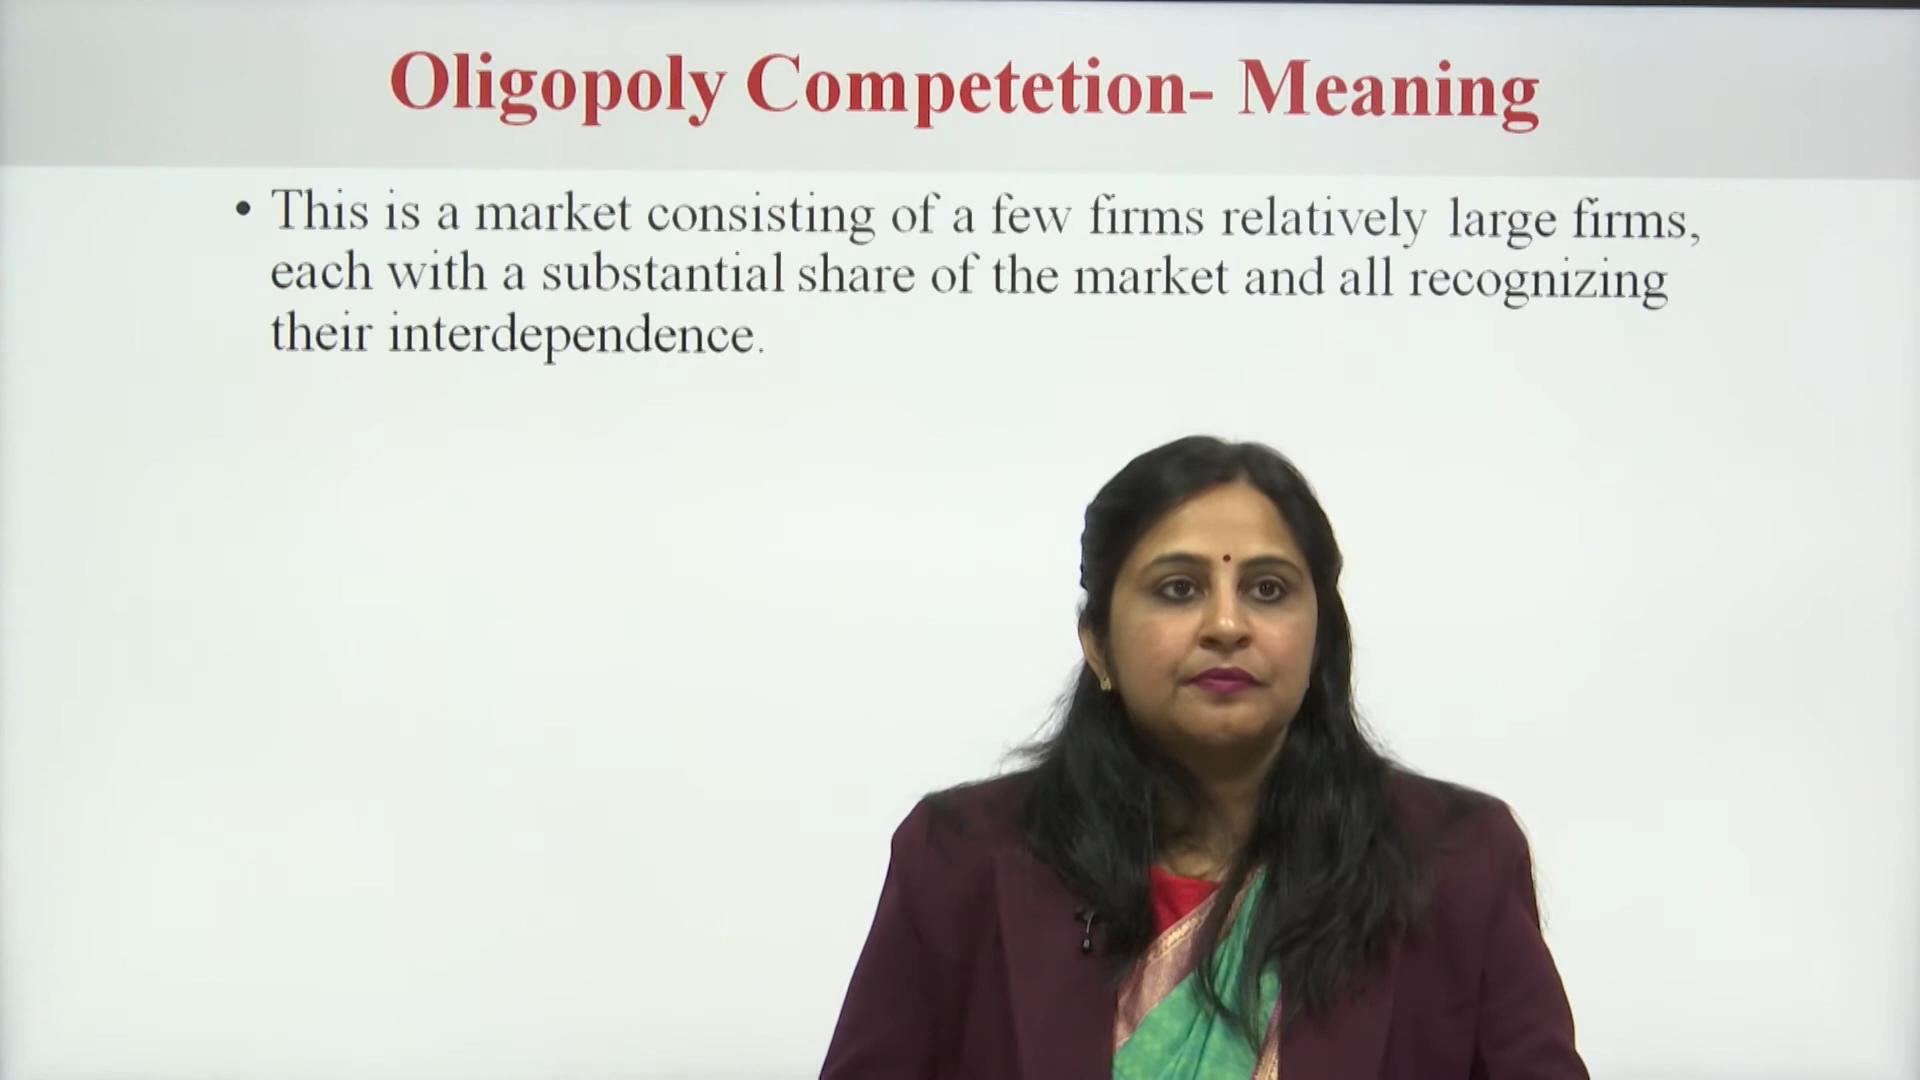 Oligopoly Competetion- Meaning
• This is a market consisting of a few firms relatively large firms,
each with a substantial share of the market and all recognizing
their interdependence.